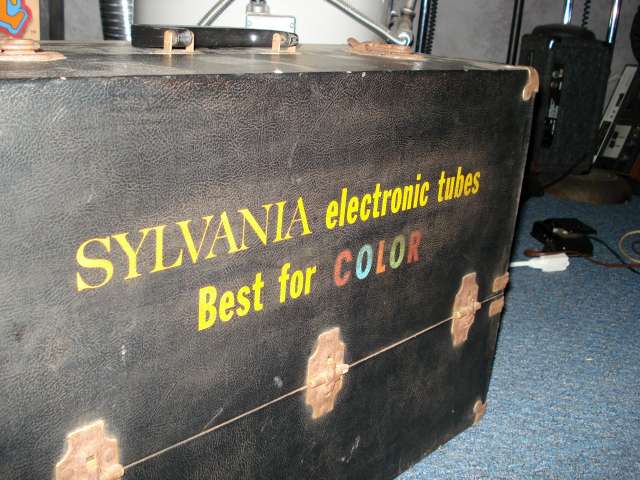 SYLVANIA electronic tubes
Best for COLOR